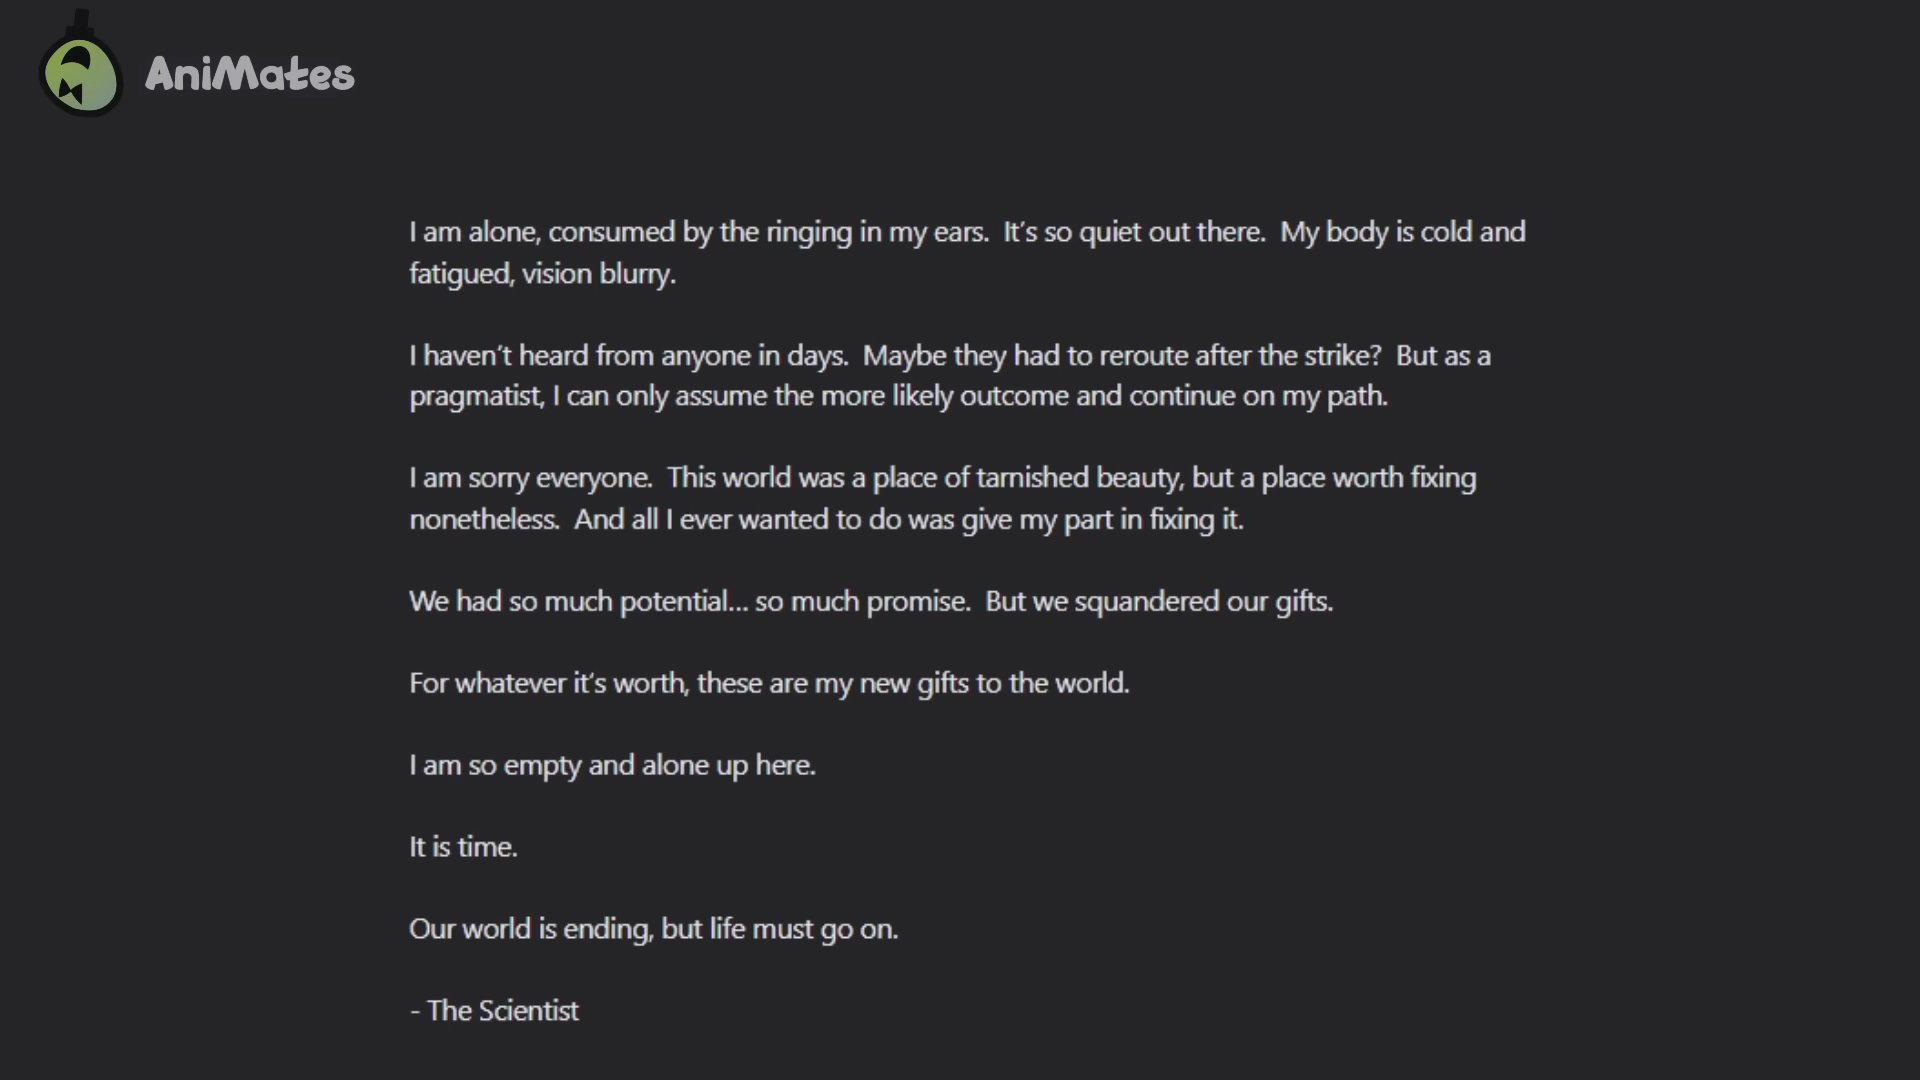 AniMates
I am alone, consumed by the ringing in my ears.  It’s so quiet out there.  My body is cold and
fatigued, vision blurry.
I haven’t heard from anyone in days.  Maybe they had to reroute after the strike?  But as a
pragmatist, I can only assume the more likely outcome and continue on my path.
I am sorry everyone.  This world was a place of tarnished beauty, but a place worth fixing
nonetheless.  And all I ever wanted to do was give my part in fixing it.
We had so much potential... so much promise.  But we squandered our gifts.
For whatever it’s worth, these are my new gifts to the world.
I am so empty and alone up here.
It is time.
Our world is ending, but life must go on.
- The Scientist